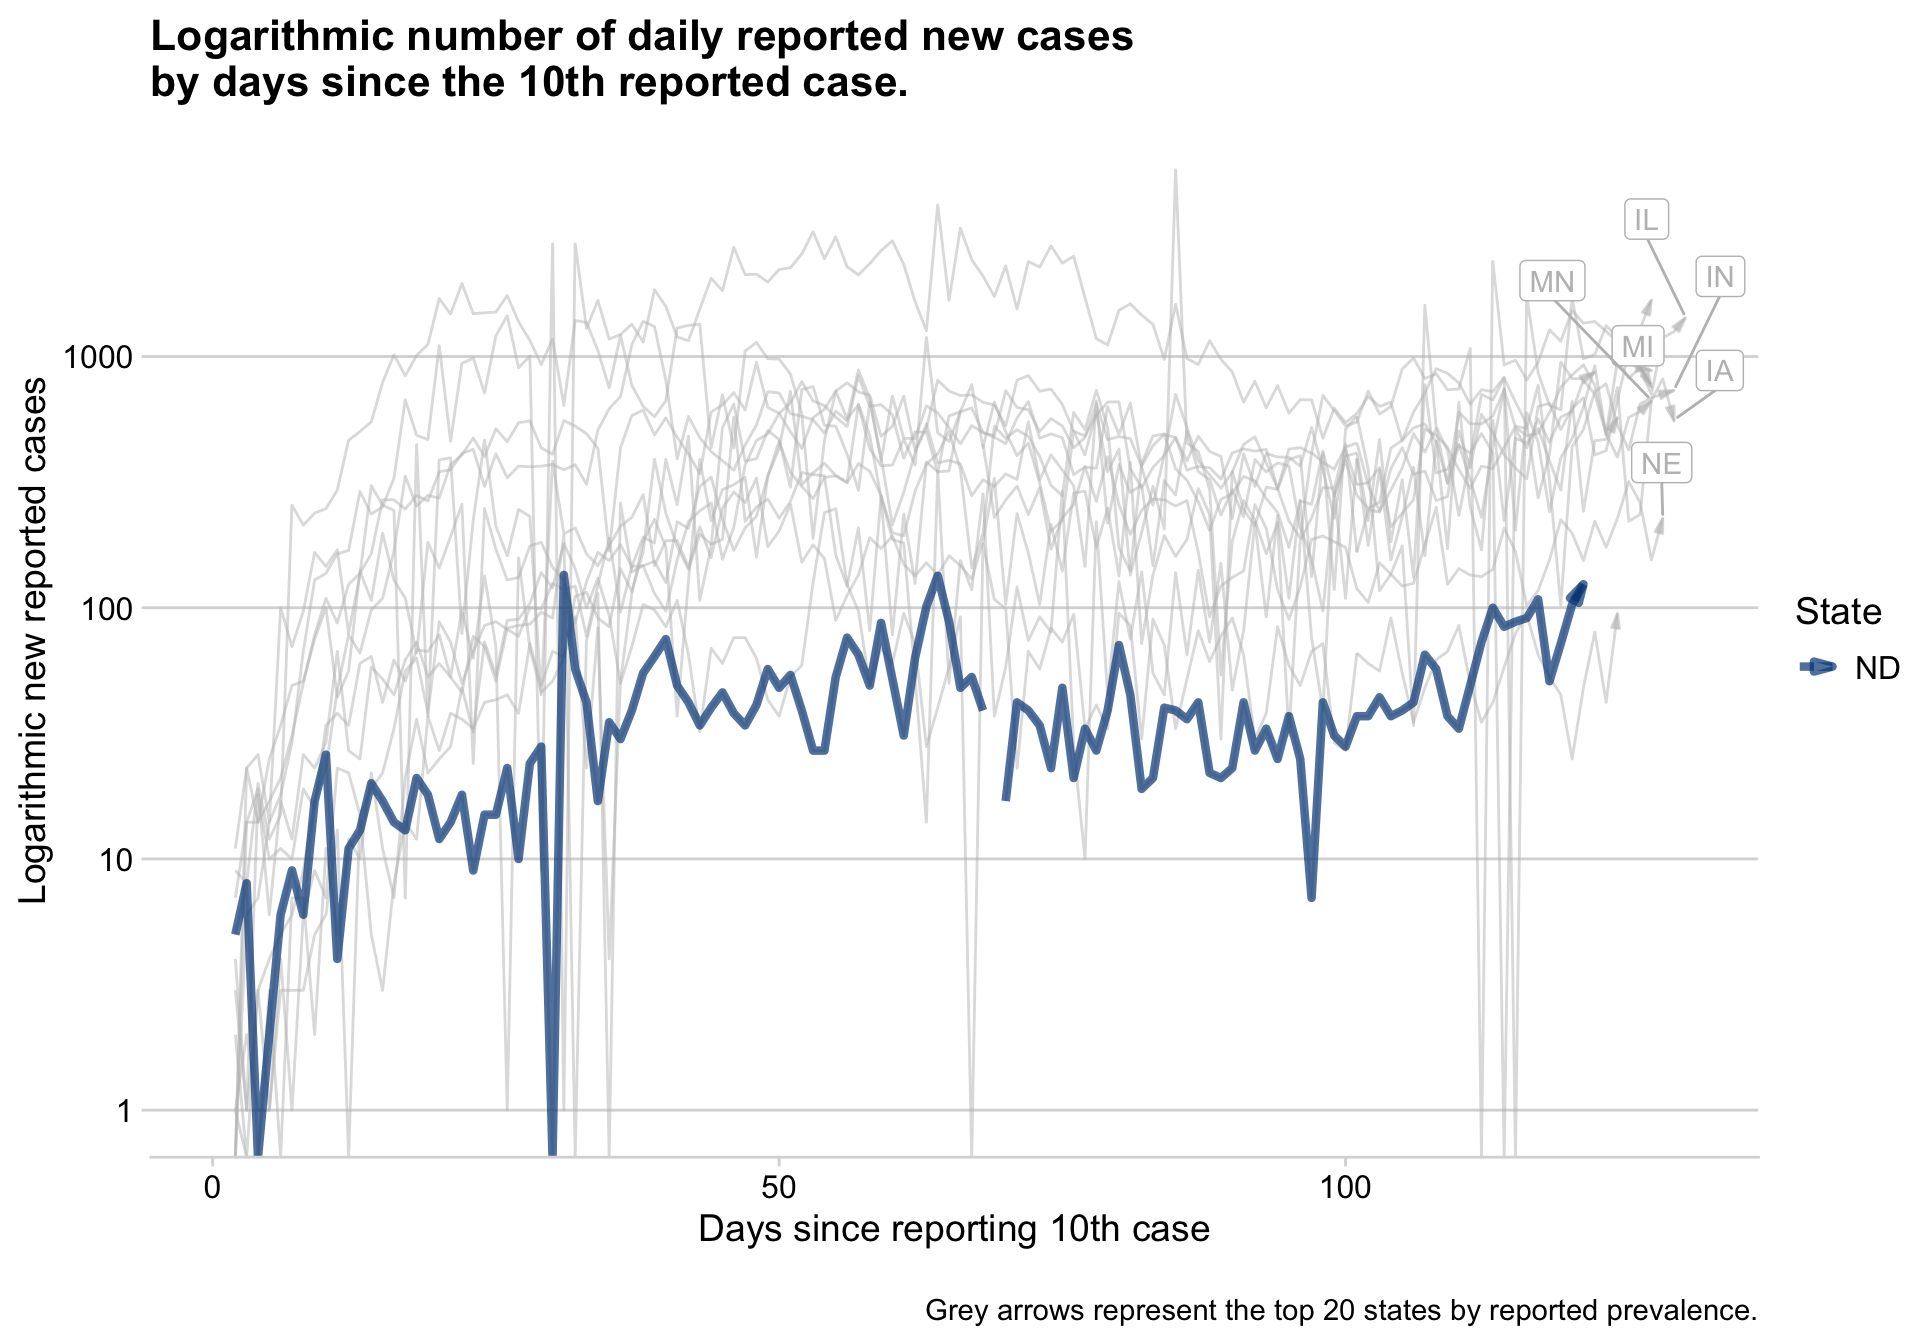 Logarithmic number of daily reported new cases
by days since the 10th reported case.
Logarithmic new reported cases
1000
100
10
1
IL
IN
MN
MI
IA
NE
State
ND
0
50
100
Days since reporting 10th case
Grey arrows represent the top 20 states by reported prevalence.